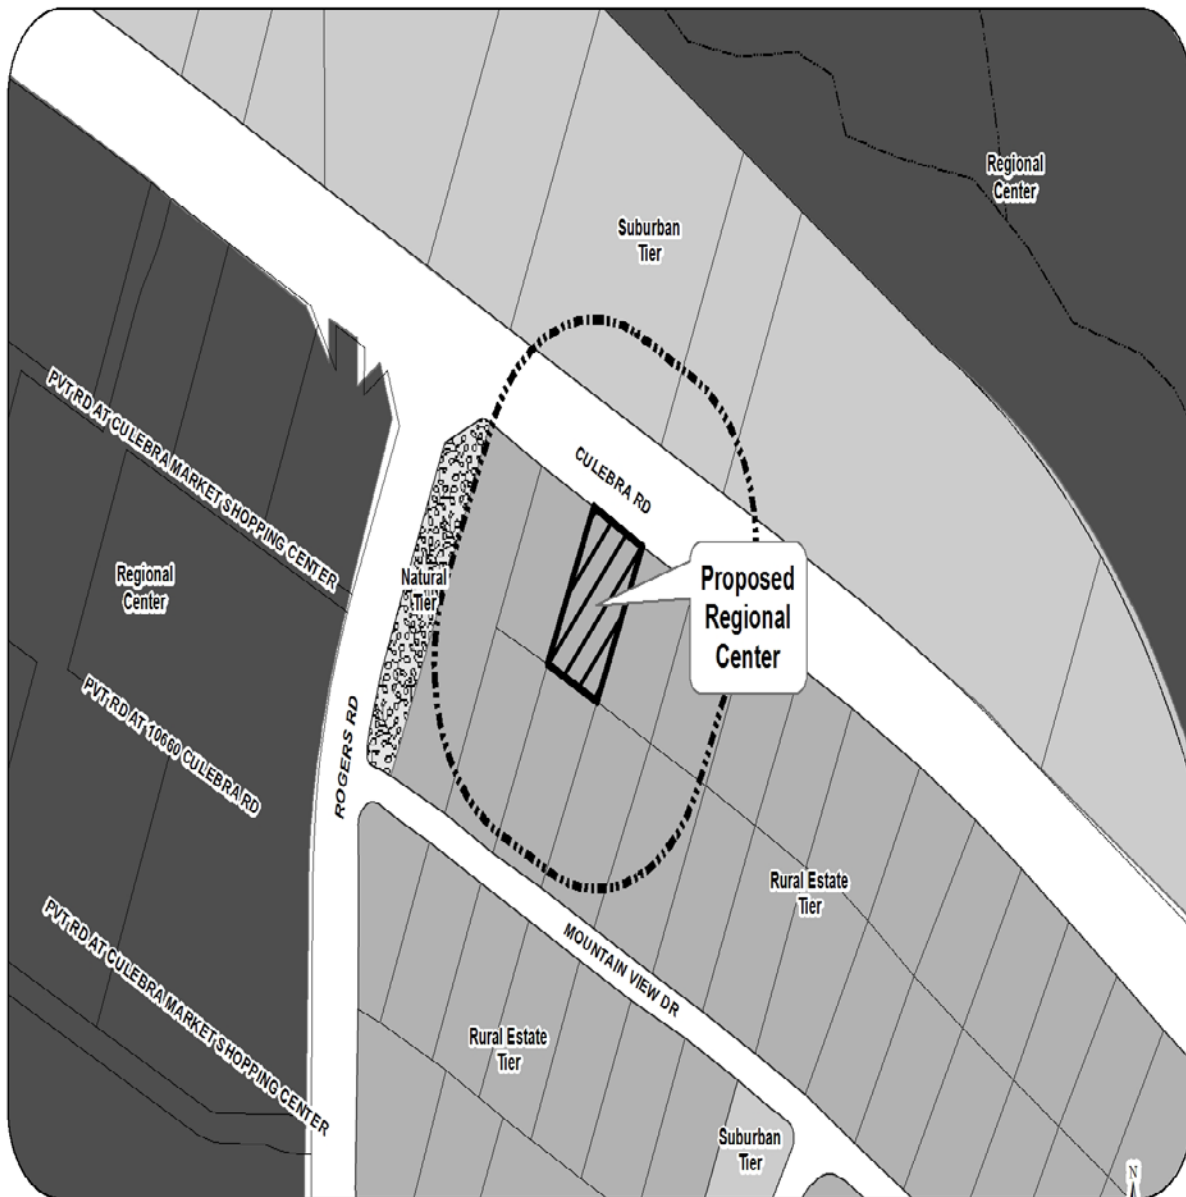 Regional
Center
Suburban
Tier
PVT RD AT CULEBRA MARKET SHOPPING CENTER
CULEBRA RD
Regional
Center
Natural
Tier
Proposed
Regional
Center
PVT RD AT 10660 CULEBRA RD
ROGERS RD
Rural Estate
Tier
PVT RD AT CULEBRA MARKET SHOPPING CENTER
MOUNTAIN VIEW DR
Rural Estate
Tier
Suburban
Tier
N